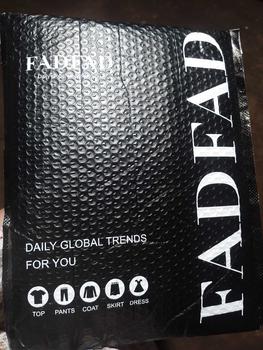 FADFAD
FADFAD
DAILY GLOBAL TRENDS
FOR YOU
TOP PANTS COAT SKIRT DRESS